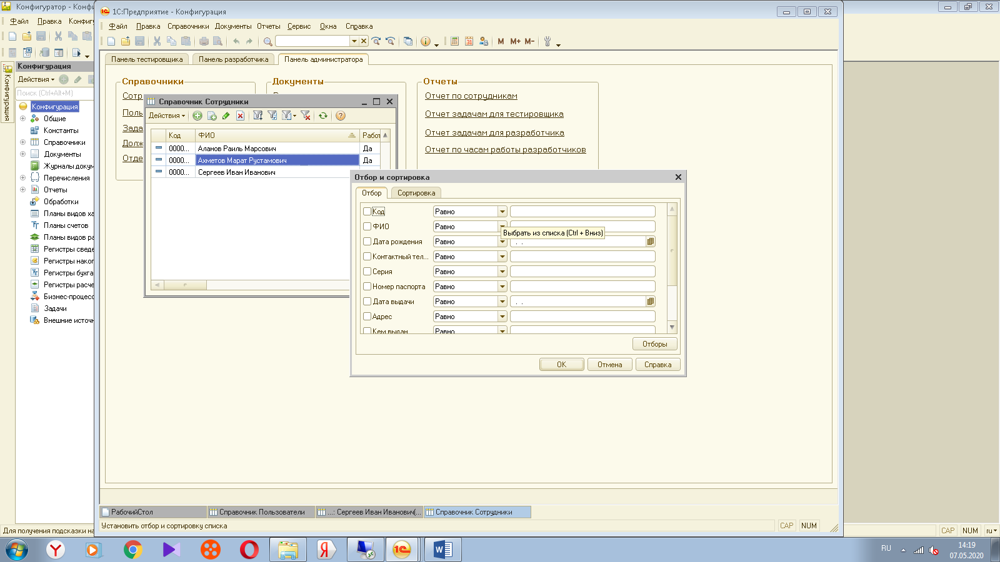 Конфигуратор - Конфи
1С:Предприятие - Конфигурация
Файл Правка Конфиг
Файл Правка Справочники Документы Отчеты Сервис Окна Справка
M M+ M-
Панель тестировщика Панель разработчика Панель администратора
Конфигурация
Действия
Поиск (Ctrl+Alt+M)
Конфигурация
Общие
Константы
Справочники
Документы
Журналы докум
Перечисления
Отчеты
Обработки
Планы видов ха
Планы счетов
Планы видов ра
Регистры сведе
Регистры накоп
Регистры бухга
Регистры расче
Бизнес-процесс
Задачи
Внешние источн
Конфигурация
Справочники
Сотр
Поль
Зада
Долж
Отде
Документы
Отчеты
Отчет по сотрудникам
Отчет задачам для тестировщика
Отчет задачам для разработчика
Отчет по часам работы разработчиков
Справочник Сотрудники
Действия
Код ФИО Работ
0000... Аланов Раиль Марсович Да
0000... Ахметов Марат Рустамович Да
0000... Сергеев Иван Иванович
Отбор и сортировка
Отбор Сортировка
Код Равно
ФИО Равно
Выбрать из списка (Ctrl + Вниз)
Дата рождения Равно . .
Контактный тел... Равно
Серия Равно
Номер паспорта Равно
Дата выдачи Равно . .
Адрес Равно
Кем выдан Равно
Отборы
OK Отмена Справка
РабочийСтол Справочник Пользователи ...: Сергеев Иван Иванович(... Справочник Сотрудники
Установить отбор и сортировку списка CAP NUM
Для получения подсказки на CAP NUM ru
RU 14:19
07.05.2020